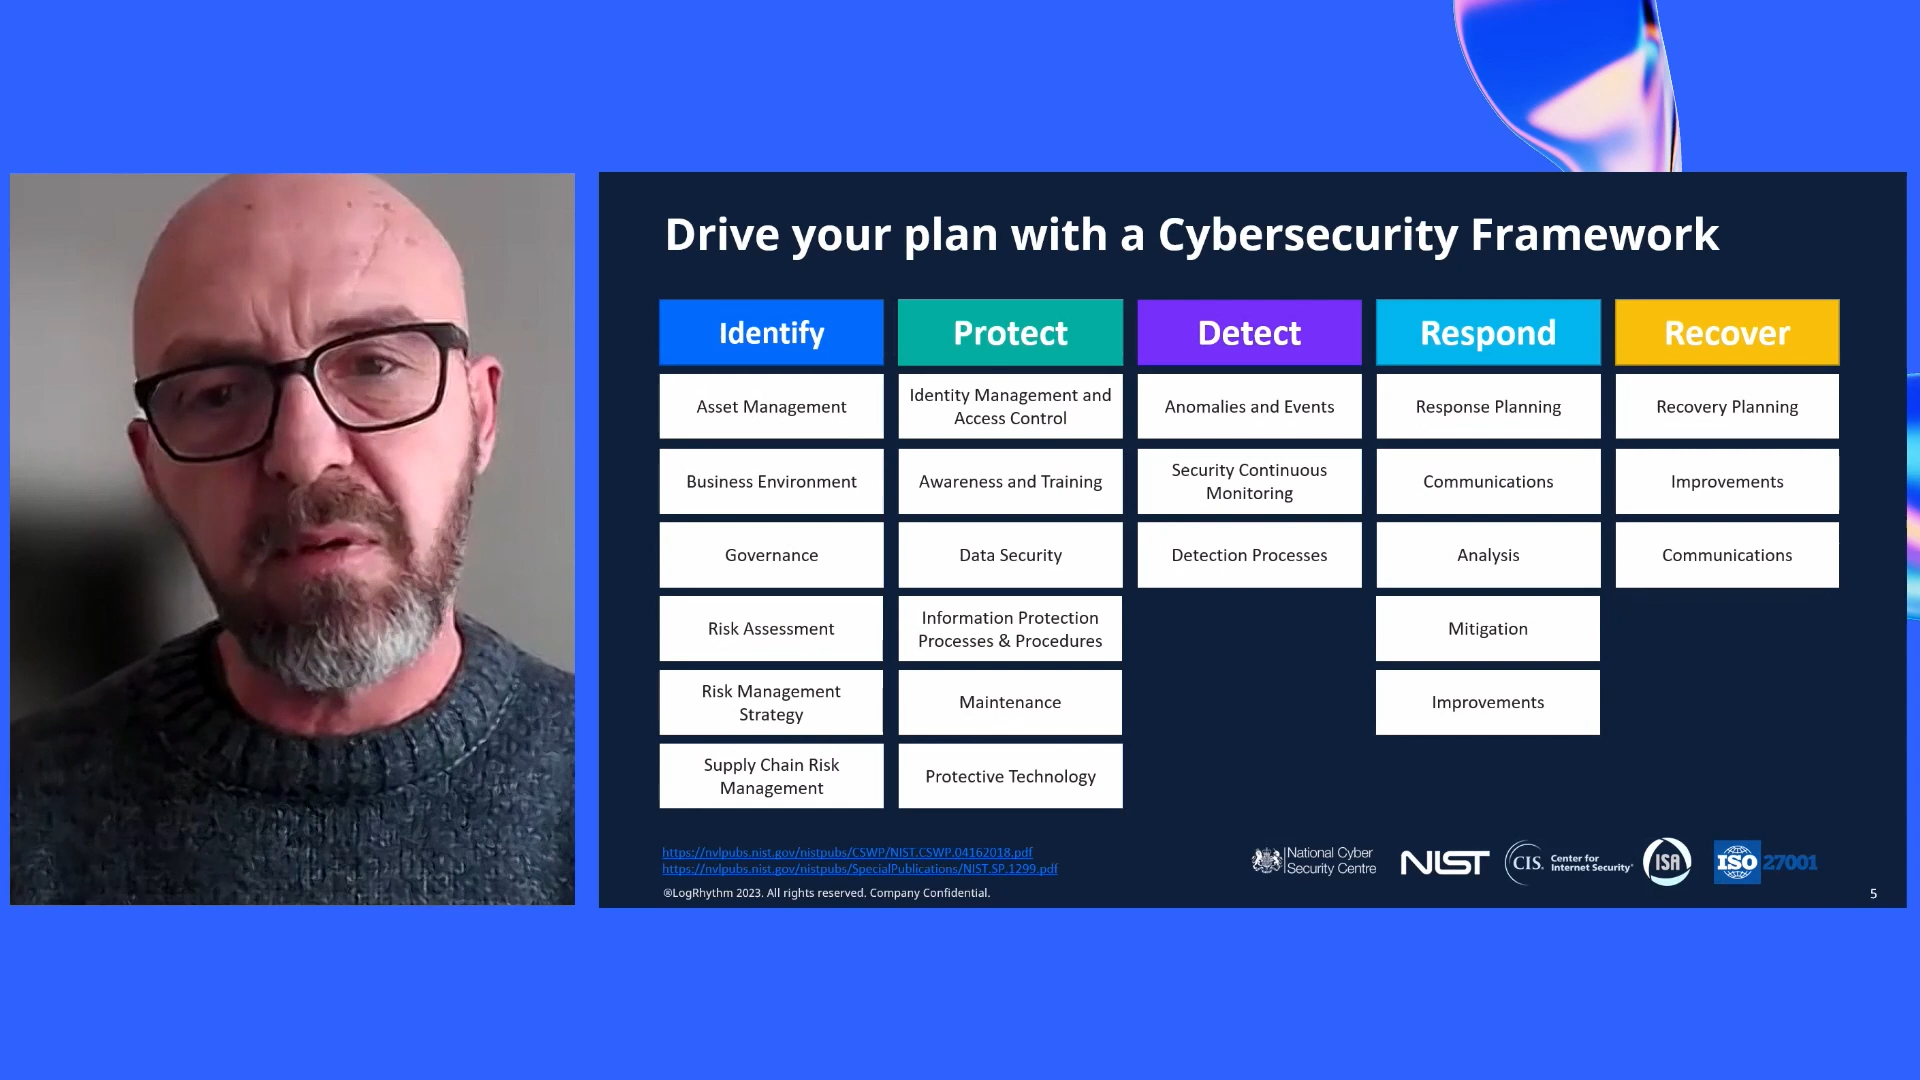 Drive your plan with a Cybersecurity Framework
Identify
Protect
Detect
Respond
Recover
Asset Management
Identity Management and
Access Control
Anomalies and Events
Response Planning
Recovery Planning
Business Environment
Awareness and Training
Security Continuous
Monitoring
Communications
Improvements
Governance
Data Security
Detection Processes
Analysis
Communications
Risk Assessment
Information Protection
Processes & Procedures
Mitigation
Risk Management
Strategy
Maintenance
Improvements
Supply Chain Risk
Management
Protective Technology
https://nvlpubs.nist.gov/nistpubs/CSWP/NIST.CSWP.04162018.pdf
https://nvlpubs.nist.gov/nistpubs/SpecialPublications/NIST.SP.1299.pdf
®LogRhythm 2023. All rights reserved. Company Confidential.
National Cyber
Security Centre
NIST
CIS.
Center for
Internet Security®
ISA
ISO 27001
5